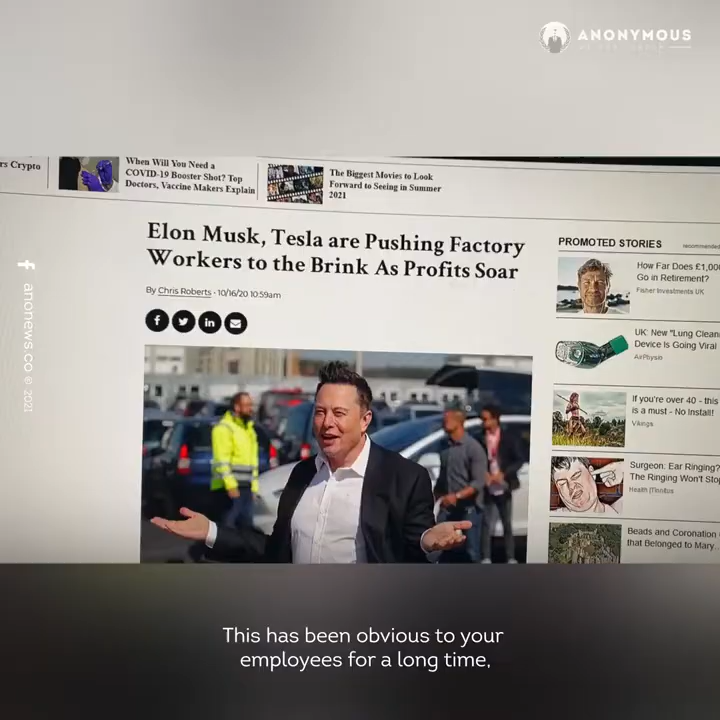 ANONYMOUS
rs Crypto
When Will You Need a
COVID-19 Booster Shot? Top
Doctors, Vaccine Makers Explain
The Biggest Movies to Look
Forward to Seeing in Summer
2021
Elon Musk, Tesla are Pushing Factory
Workers to the Brink As Profits Soar
By Chris Roberts • 10/16/20 10:59am
PROMOTED STORIES
recommended
How Far Does £1,000
Go in Retirement?
Fisher Investments UK
UK: New "Lung Clean
Device Is Going Viral
AirPhysio
If you're over 40 - this
is a must - No Install!
Vikings
Surgeon: Ear Ringing?
The Ringing Won't Stop
Health |Tinnitus
Beads and Coronation
that Belonged to Mary...
anonews.co © 2021
This has been obvious to your
employees for a long time,